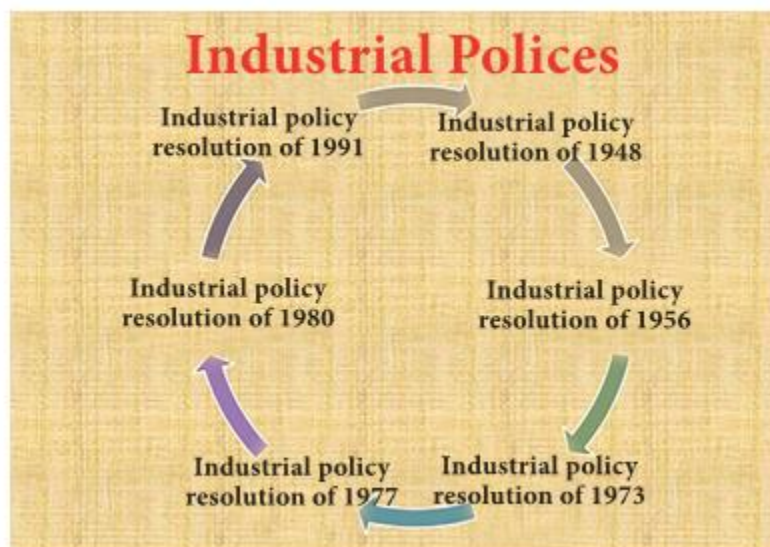 Industrial Polices
Industrial policy
resolution of 1948
Industrial policy
resolution of 1956
Industrial policy
resolution of 1973
Industrial policy
resolution of 1977
Industrial policy
resolution of 1980
Industrial policy
resolution of 1991